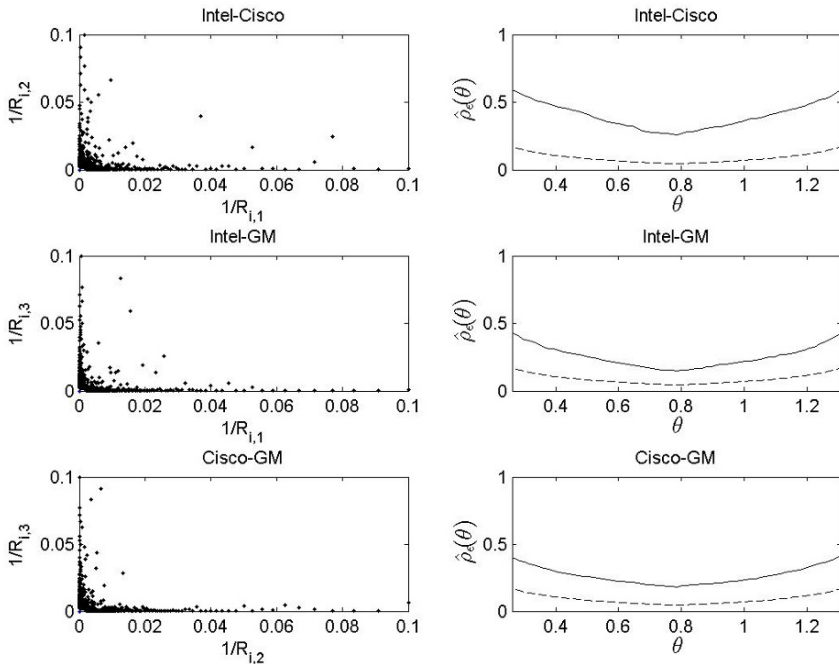 Intel-Cisco
0.1
0.05
0
1/R_{i,2}
0 0.02 0.04 0.06 0.08 0.1
1/R_{i,1}
Intel-Cisco
1
0.5
0
ρ̂_e(θ)
0.4 0.6 0.8 1 1.2
θ
Intel-GM
0.1
0.05
0
1/R_{i,3}
0 0.02 0.04 0.06 0.08 0.1
1/R_{i,1}
Intel-GM
1
0.5
0
ρ̂_e(θ)
0.4 0.6 0.8 1 1.2
θ
Cisco-GM
0.1
0.05
0
1/R_{i,3}
0 0.02 0.04 0.06 0.08 0.1
1/R_{i,2}
Cisco-GM
1
0.5
0
ρ̂_e(θ)
0.4 0.6 0.8 1 1.2
θ